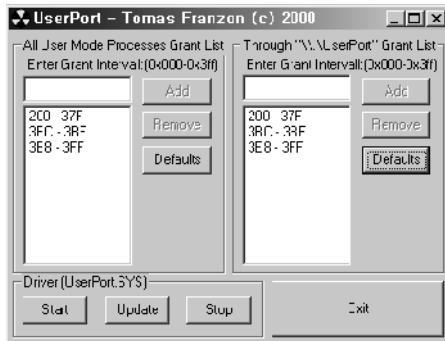 UserPort - Tomas Franzon (c) 2000
All User Mode Processes Grant List
Enter Grant Intervall:(0x000-0x3ff)
Add
200 - 37F
3BC - 3BF
3E8 - 3FF
Remove
Defaults
Through "\\.\UserPort" Grant List
Enter Grant Intervall:(0x000-0x3ff)
Add
200 - 37F
3BC - 3BF
3E8 - 3FF
Remove
Defaults
Driver (UserPort.SYS)
Start
Update
Stop
Exit